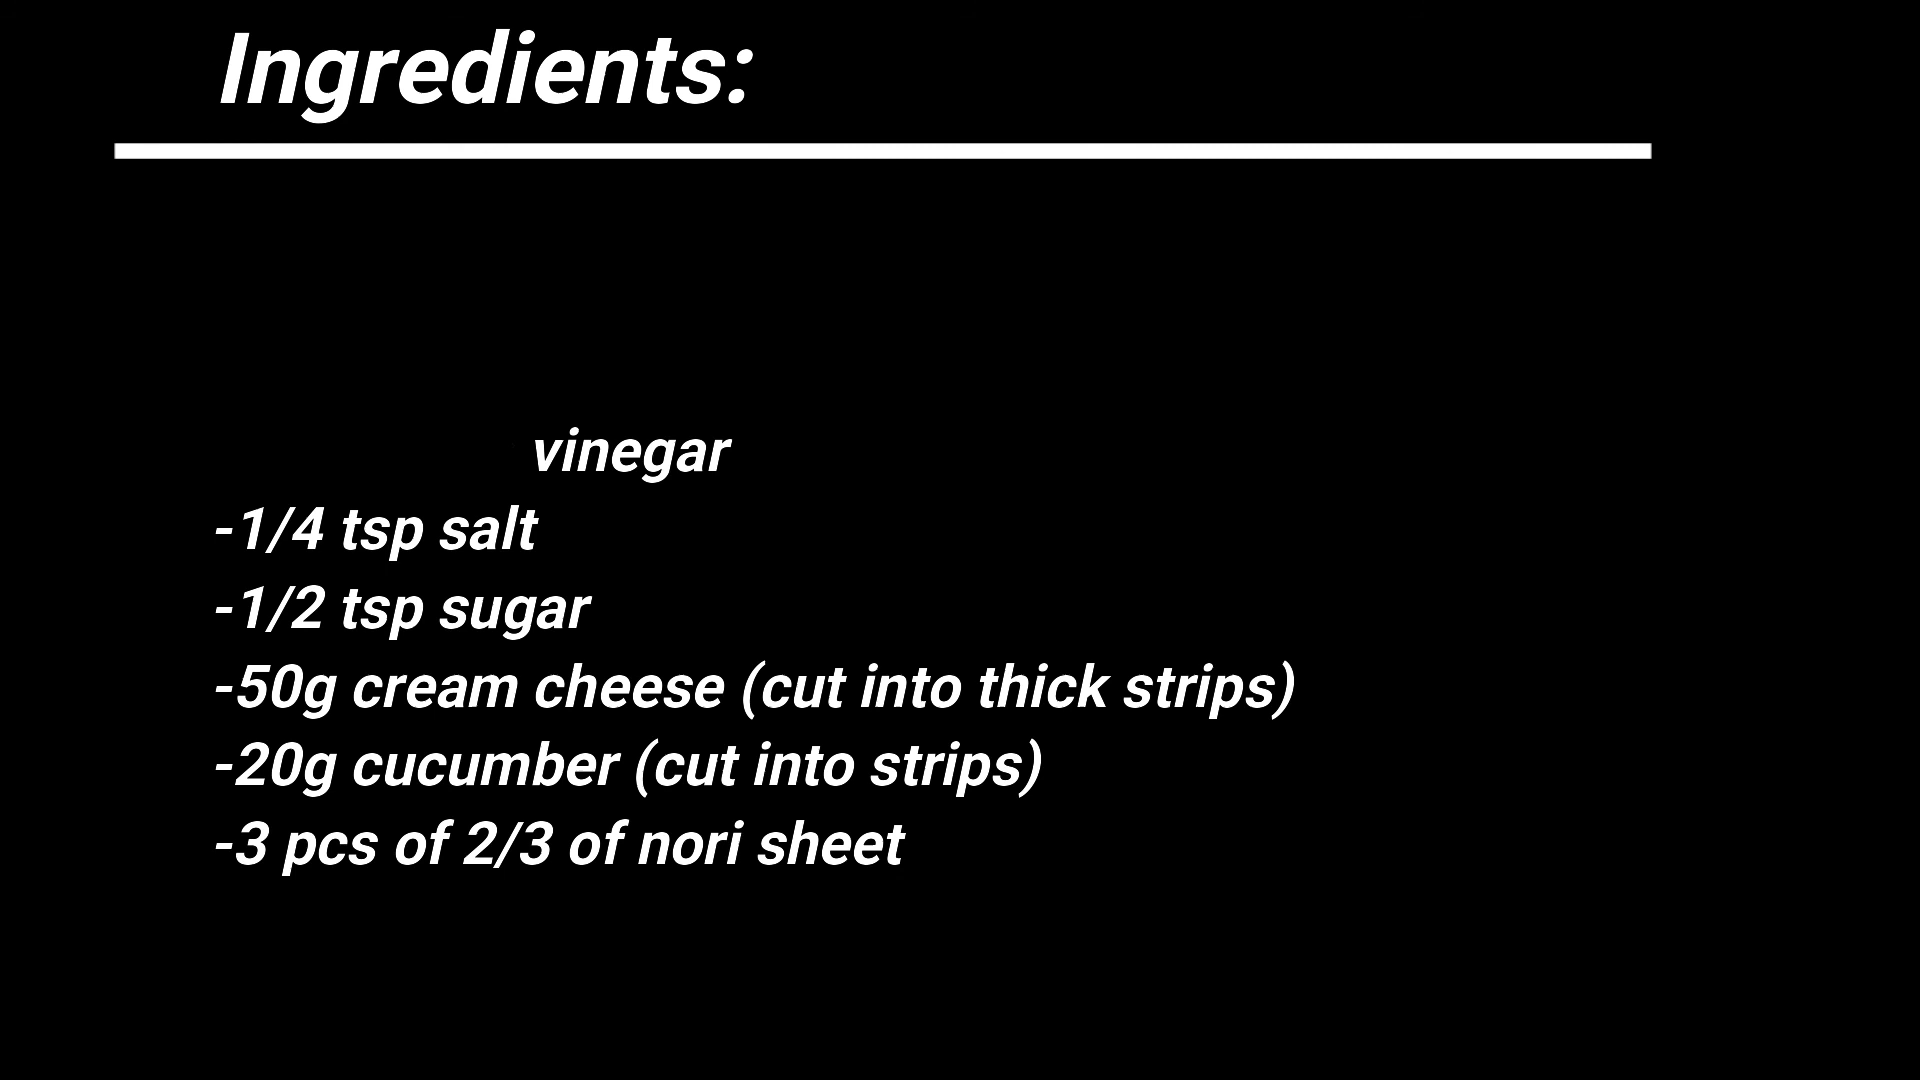 Ingredients:
vinegar
-1/4 tsp salt
-1/2 tsp sugar
-50g cream cheese (cut into thick strips)
-20g cucumber (cut into strips)
-3 pcs of 2/3 of nori sheet